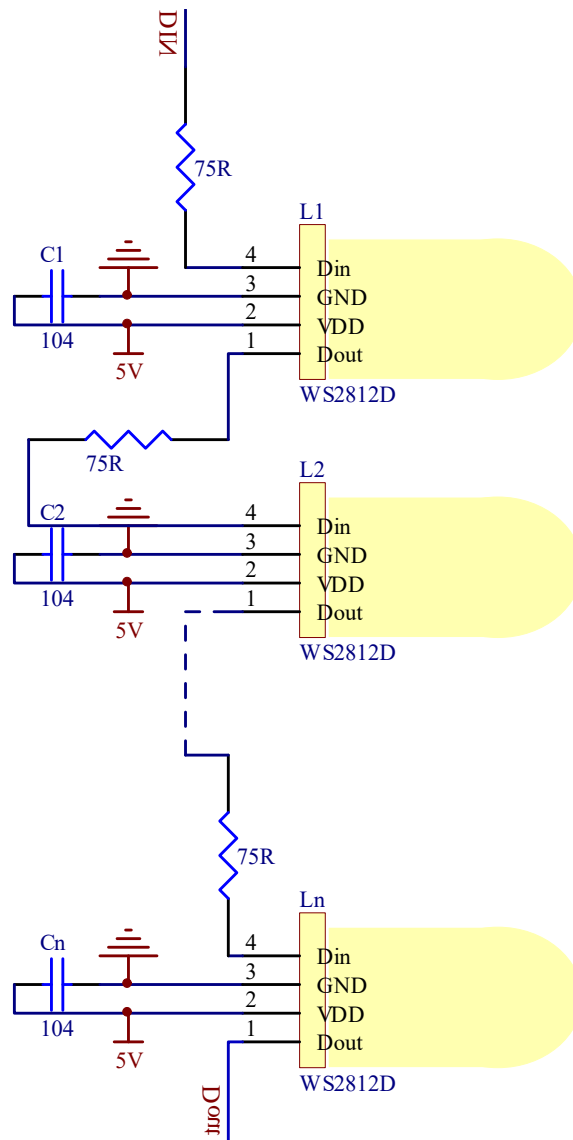 DIN
75R
L1
C1
4 Din
3 GND
2 VDD
1 Dout
104
5V
WS2812D
75R
L2
C2
4 Din
3 GND
2 VDD
1 Dout
104
5V
WS2812D
75R
Ln
Cn
4 Din
3 GND
2 VDD
1 Dout
104
5V
WS2812D
Dout